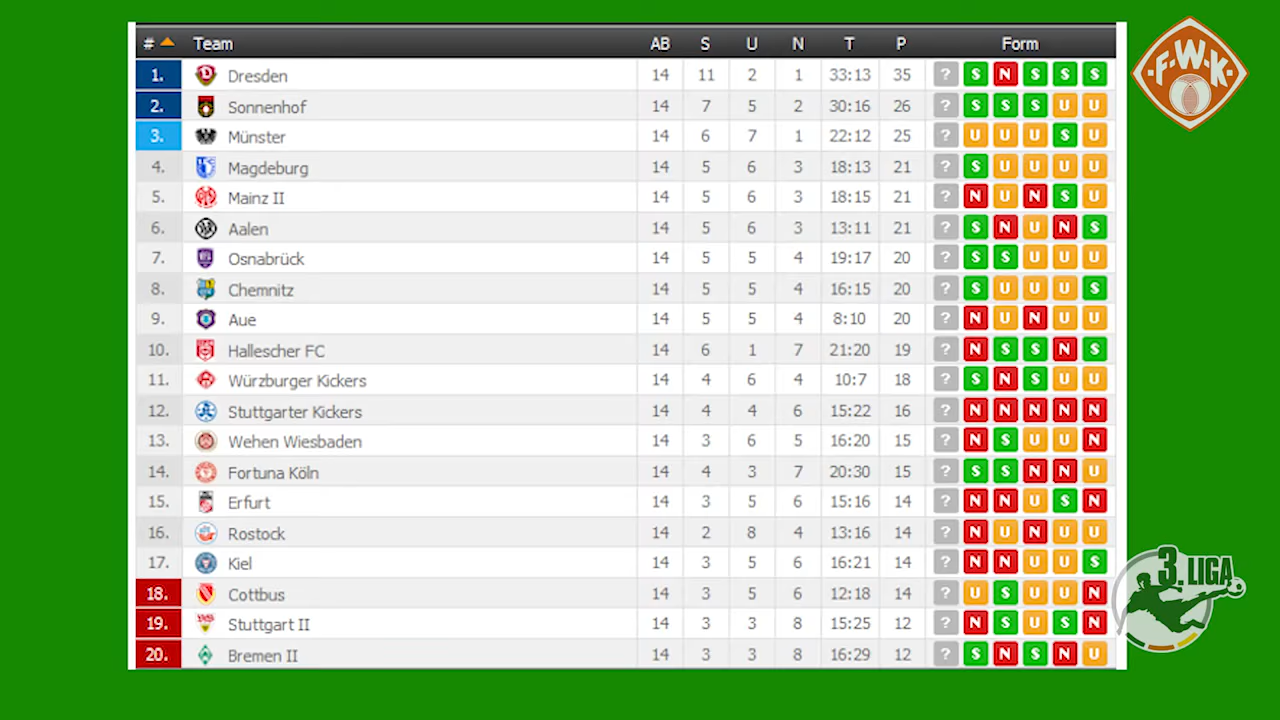 # Team AB S U N T P Form
1. Dresden 14 11 2 1 33:13 35 ? S N S S S
2. Sonnenhof 14 7 5 2 30:16 26 ? S S S U U
3. Münster 14 6 7 1 22:12 25 ? U U U S U
4. Magdeburg 14 5 6 3 18:13 21 ? S U U U U
5. Mainz II 14 5 6 3 18:15 21 ? N U N S U
6. Aalen 14 5 6 3 13:11 21 ? S N U N S
7. Osnabrück 14 5 5 4 19:17 20 ? S S U U U
8. Chemnitz 14 5 5 4 16:15 20 ? S U U U S
9. Aue 14 5 5 4 8:10 20 ? N U N U U
10. Hallescher FC 14 6 1 7 21:20 19 ? N S S N S
11. Würzburger Kickers 14 4 6 4 10:7 18 ? S N S U U
12. Stuttgarter Kickers 14 4 4 6 15:22 16 ? N N N N N
13. Wehen Wiesbaden 14 3 6 5 16:20 15 ? N S U U N
14. Fortuna Köln 14 4 3 7 20:30 15 ? S S N N U
15. Erfurt 14 3 5 6 15:16 14 ? N N U S N
16. Rostock 14 2 8 4 13:16 14 ? N U N U U
17. Kiel 14 3 5 6 16:21 14 ? N N U U S
18. Cottbus 14 3 5 6 12:18 14 ? U S U U N
19. Stuttgart II 14 3 3 8 15:25 12 ? N S U S N
20. Bremen II 14 3 3 8 16:29 12 ? S N S N U
F·W·K
3. LIGA